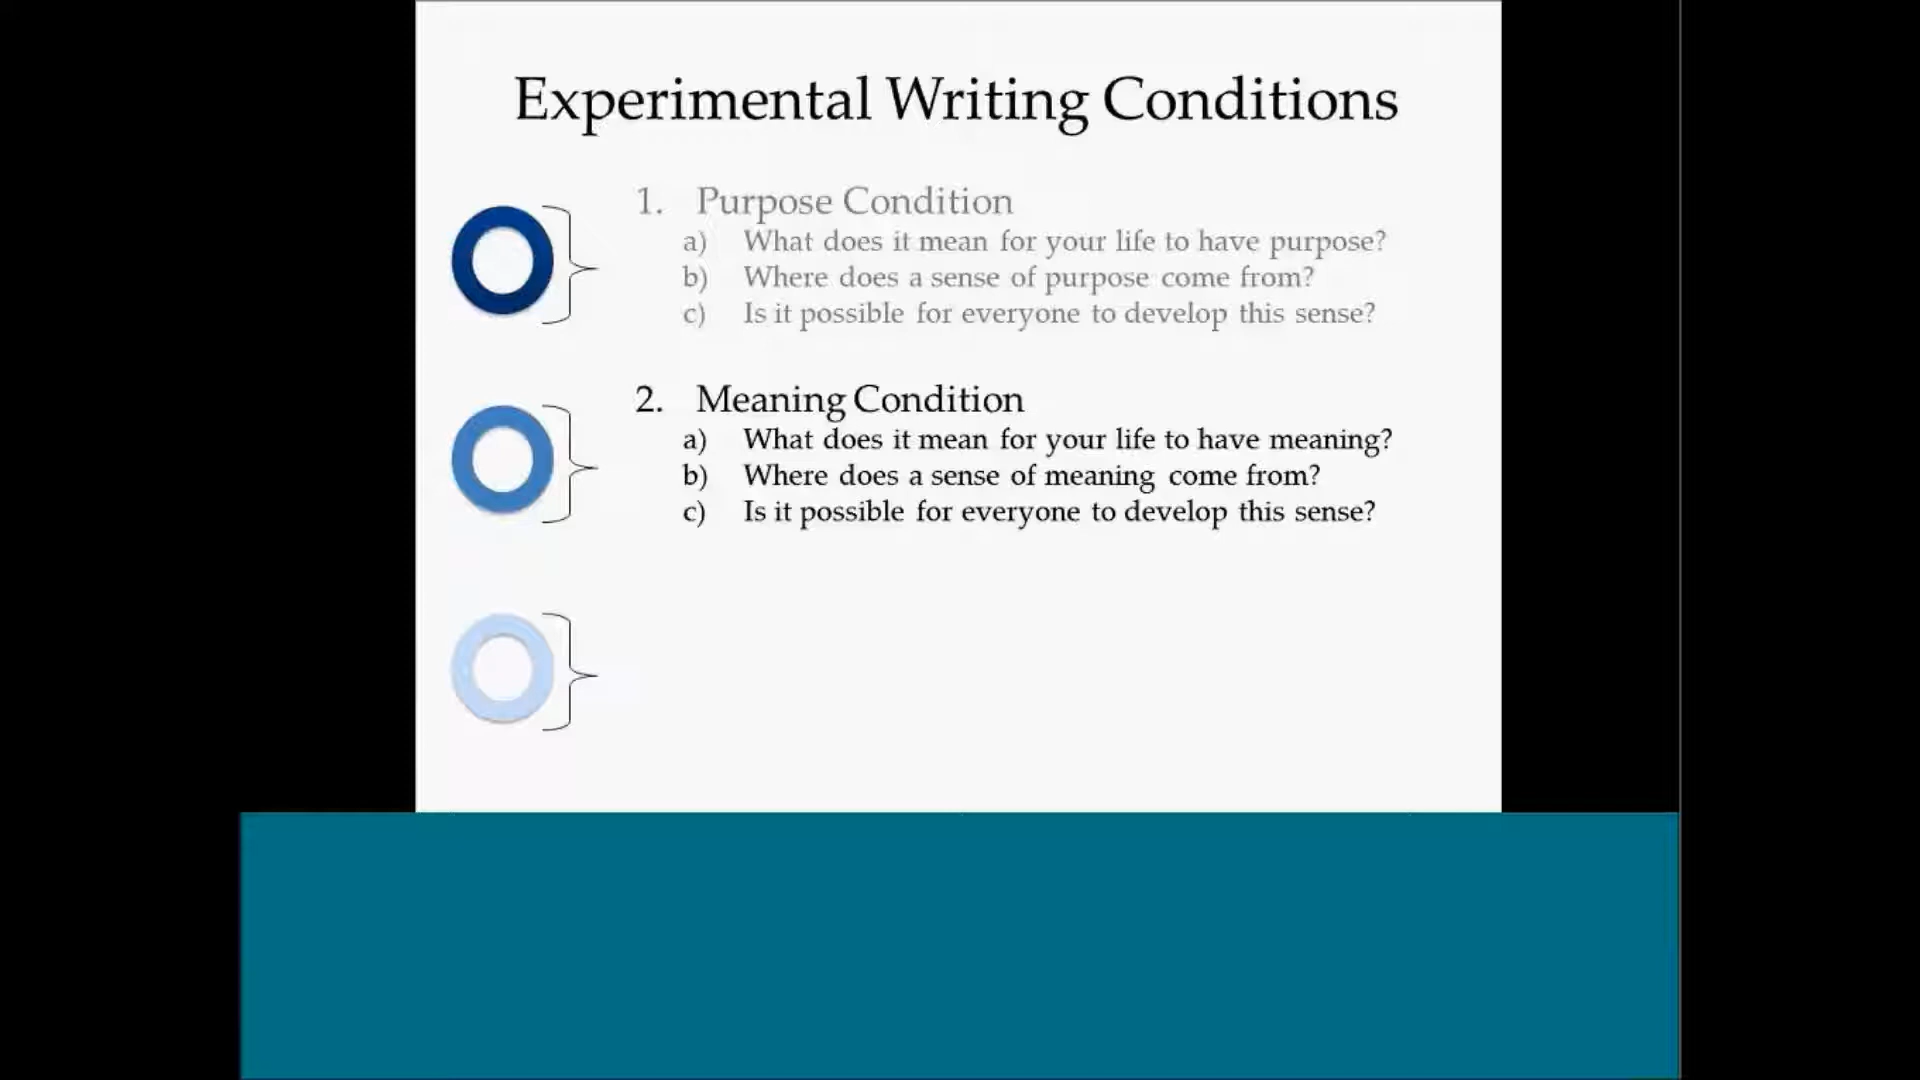 Experimental Writing Conditions
1. Purpose Condition
a) What does it mean for your life to have purpose?
b) Where does a sense of purpose come from?
c) Is it possible for everyone to develop this sense?
2. Meaning Condition
a) What does it mean for your life to have meaning?
b) Where does a sense of meaning come from?
c) Is it possible for everyone to develop this sense?